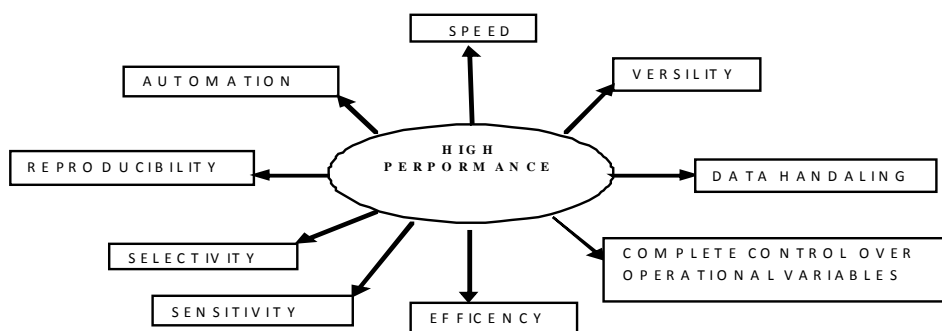 SPEED
AUTOMATION
VERSILITY
HIGH
PERPORMANCE
REPRODUCIBILITY
DATA HANDALING
SELECTIVITY
COMPLETE CONTROL OVER
OPERATIONAL VARIABLES
SENSITIVITY
EFFICENCY